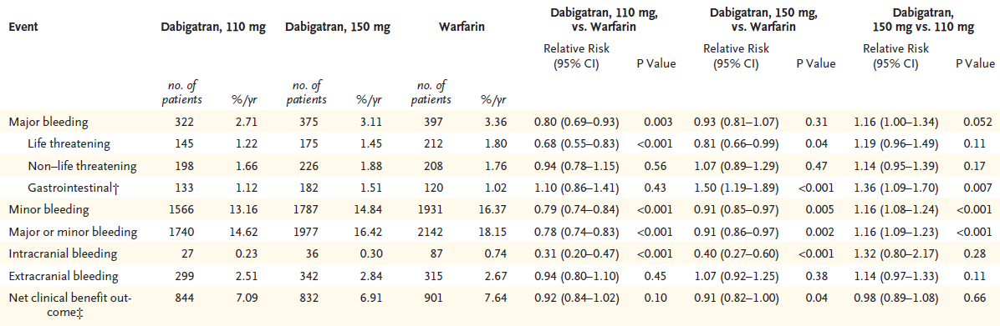 Event Dabigatran, 110 mg Dabigatran, 150 mg Warfarin Dabigatran, 110 mg, vs. Warfarin Dabigatran, 150 mg, vs. Warfarin Dabigatran, 150 mg vs. 110 mg
Relative Risk (95% CI) P Value Relative Risk (95% CI) P Value Relative Risk (95% CI) P Value
no. of patients %/yr no. of patients %/yr no. of patients %/yr
Major bleeding 322 2.71 375 3.11 397 3.36 0.80 (0.69–0.93) 0.003 0.93 (0.81–1.07) 0.31 1.16 (1.00–1.34) 0.052
Life threatening 145 1.22 175 1.45 212 1.80 0.68 (0.55–0.83) <0.001 0.81 (0.66–0.99) 0.04 1.19 (0.96–1.49) 0.11
Non–life threatening 198 1.66 226 1.88 208 1.76 0.94 (0.78–1.15) 0.56 1.07 (0.89–1.29) 0.47 1.14 (0.95–1.39) 0.17
Gastrointestinal† 133 1.12 182 1.51 120 1.02 1.10 (0.86–1.41) 0.43 1.50 (1.19–1.89) <0.001 1.36 (1.09–1.70) 0.007
Minor bleeding 1566 13.16 1787 14.84 1931 16.37 0.79 (0.74–0.84) <0.001 0.91 (0.85–0.97) 0.005 1.16 (1.08–1.24) <0.001
Major or minor bleeding 1740 14.62 1977 16.42 2142 18.15 0.78 (0.74–0.83) <0.001 0.91 (0.86–0.97) 0.002 1.16 (1.09–1.23) <0.001
Intracranial bleeding 27 0.23 36 0.30 87 0.74 0.31 (0.20–0.47) <0.001 0.40 (0.27–0.60) <0.001 1.32 (0.80–2.17) 0.28
Extracranial bleeding 299 2.51 342 2.84 315 2.67 0.94 (0.80–1.10) 0.45 1.07 (0.92–1.25) 0.38 1.14 (0.97–1.33) 0.11
Net clinical benefit out- 844 7.09 832 6.91 901 7.64 0.92 (0.84–1.02) 0.10 0.91 (0.82–1.00) 0.04 0.98 (0.89–1.08) 0.66
come‡